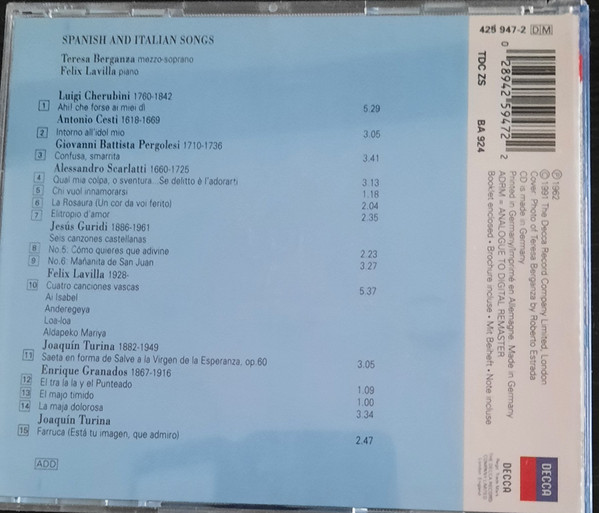 SPANISH AND ITALIAN SONGS
Teresa Berganza mezzo-soprano
Felix Lavilla piano
Luigi Cherubini 1760-1842
1 Ahi! che forse ai miei dì 5.29
Antonio Cesti 1618-1669
2 Intorno all'idol mio 3.05
Giovanni Battista Pergolesi 1710-1736
3 Confusa, smarrita 3.41
Alessandro Scarlatti 1660-1725
4 Qual mia colpa, o sventura...Se delitto è l'adorarti 3.13
5 Chi vuol innamorarsi 1.18
6 La Rosaura (Un cor da voi ferito) 2.04
7 Elitropio d'amor 2.35
Jesús Guridi 1886-1961
Seis canzones castellanas
8 No.5: Cómo quieres que adivine 2.23
9 No.6: Mañanita de San Juan 3.27
Felix Lavilla 1928-
10 Cuatro canciones vascas 5.37
Ai Isabel
Anderegeya
Loa-loa
Aldapeko Mariya
Joaquín Turina 1882-1949
11 Saeta en forma de Salve a la Virgen de la Esperanza, op.60 3.05
Enrique Granados 1867-1916
12 El tra la la y el Punteado 1.09
13 El majo timido 1.00
14 La maja dolorosa 3.34
Joaquín Turina
15 Farruca (Está tu imagen, que admiro) 2.47
ADD
425 947-2 DM
0 28942 59472 2
TDC ZS BA 924
℗ 1962
© 1991 The Decca Record Company Limited, London
Cover: Photo of Teresa Berganza by Roberto Estrada
CD is made in Germany
Printed in Germany/Imprimé en Allemagne. Made in Germany
ADRM = ANALOGUE TO DIGITAL REMASTER
Booklet enclosed • Brochure incluse • Mit Beiheft • Note incluse
DECCA
DECCA